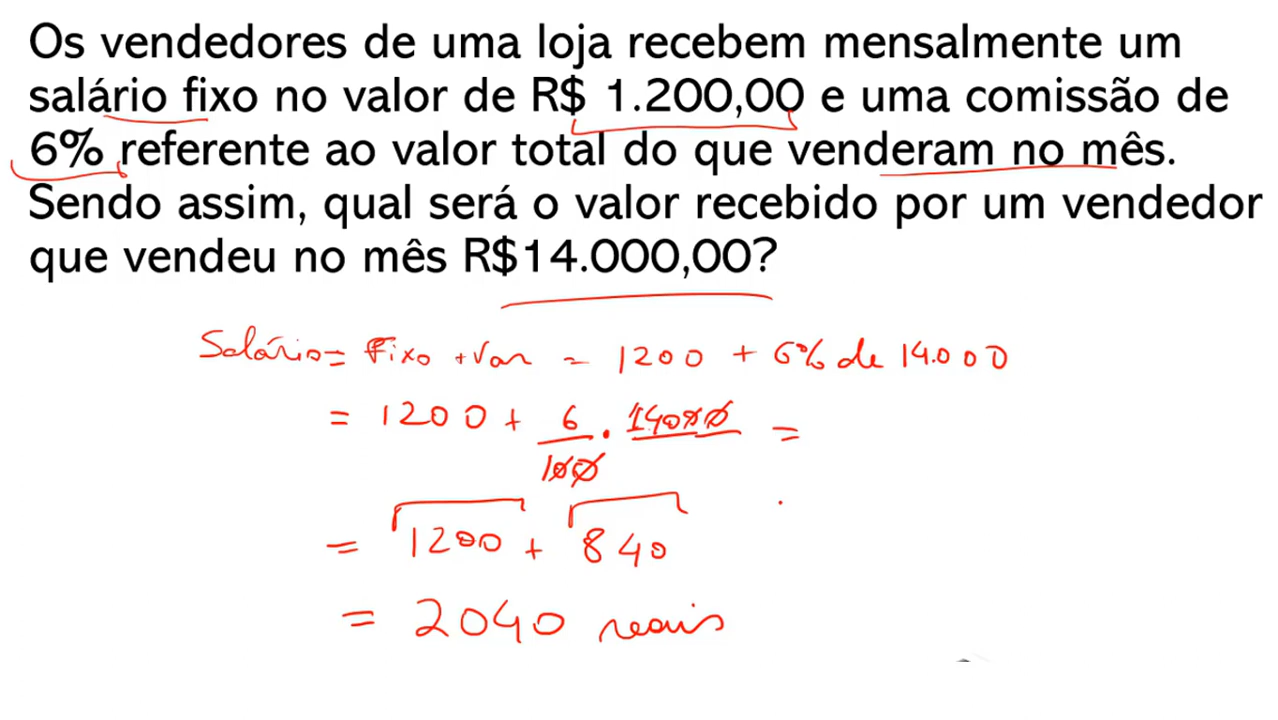 Os vendedores de uma loja recebem mensalmente um
salário fixo no valor de R$ 1.200,00 e uma comissão de
6% referente ao valor total do que venderam no mês.
Sendo assim, qual será o valor recebido por um vendedor
que vendeu no mês R$14.000,00?
Salário = Fixo + Var = 1200 + 6% de 14.000
= 1200 + 6/100 . 14000 =
= 1200 + 840
= 2040 reais